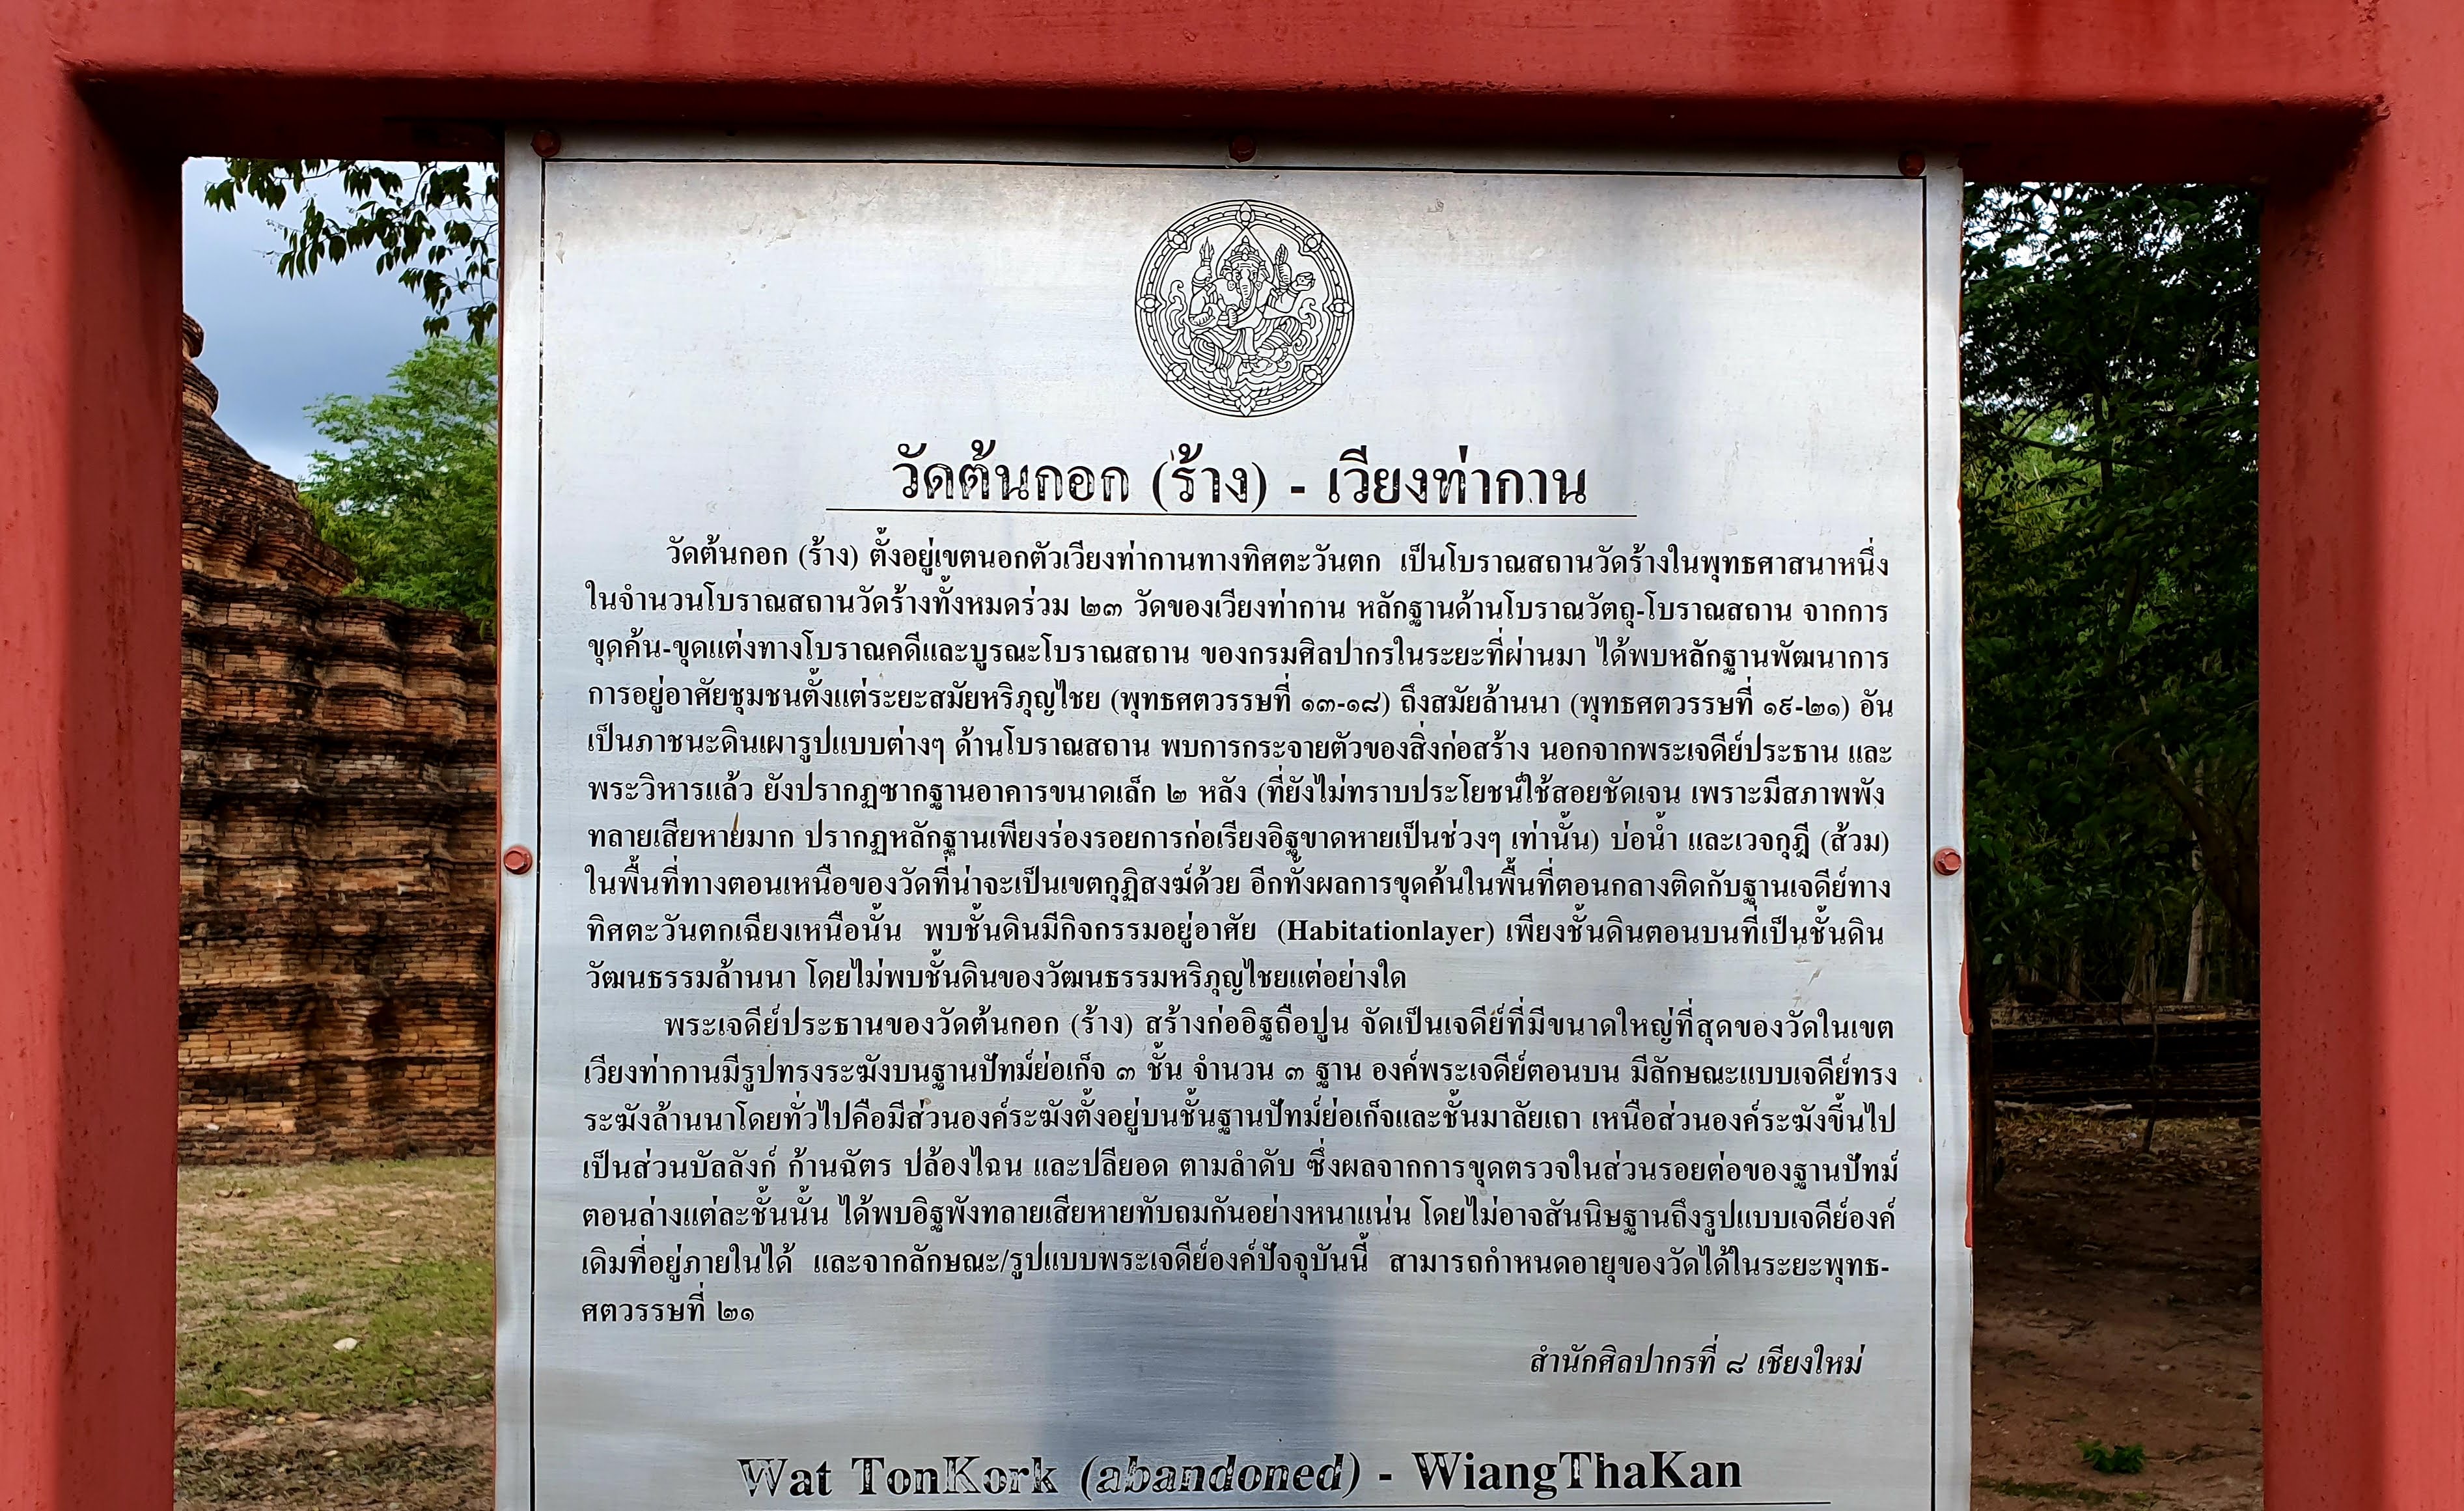 วัดต้นกอก (ร้าง) - เวียงท่ากาน
วัดต้นกอก (ร้าง) ตั้งอยู่เขตนอกตัวเวียงท่ากานทางทิศตะวันตก เป็นโบราณสถานวัดร้างในพุทธศาสนาหนึ่ง
ในจำนวนโบราณสถานวัดร้างทั้งหมดร่วม ๒๓ วัดของเวียงท่ากาน หลักฐานด้านโบราณวัตถุ-โบราณสถาน จากการ
ขุดค้น-ขุดแต่งทางโบราณคดีและบูรณะโบราณสถาน ของกรมศิลปากรในระยะที่ผ่านมา ได้พบหลักฐานพัฒนาการ
การอยู่อาศัยชุมชนตั้งแต่ระยะสมัยหริภุญไชย (พุทธศตวรรษที่ ๑๓-๑๘) ถึงสมัยล้านนา (พุทธศตวรรษที่ ๑๙-๒๑) อัน
เป็นภาชนะดินเผารูปแบบต่างๆ ด้านโบราณสถาน พบการกระจายตัวของสิ่งก่อสร้าง นอกจากพระเจดีย์ประธาน และ
พระวิหารแล้ว ยังปรากฏซากฐานอาคารขนาดเล็ก ๒ หลัง (ที่ยังไม่ทราบประโยชน์ใช้สอยชัดเจน เพราะมีสภาพพัง
ทลายเสียหายมาก ปรากฏหลักฐานเพียงร่องรอยการก่อเรียงอิฐขาดหายเป็นช่วงๆ เท่านั้น) บ่อน้ำ และเวจกุฎี (ส้วม)
ในพื้นที่ทางตอนเหนือของวัดที่น่าจะเป็นเขตกุฏิสงฆ์ด้วย อีกทั้งผลการขุดค้นในพื้นที่ตอนกลางติดกับฐานเจดีย์ทาง
ทิศตะวันตกเฉียงเหนือนั้น พบชั้นดินมีกิจกรรมอยู่อาศัย (Habitationlayer) เพียงชั้นดินตอนบนที่เป็นชั้นดิน
วัฒนธรรมล้านนา โดยไม่พบชั้นดินของวัฒนธรรมหริภุญไชยแต่อย่างใด
พระเจดีย์ประธานของวัดต้นกอก (ร้าง) สร้างก่ออิฐถือปูน จัดเป็นเจดีย์ที่มีขนาดใหญ่ที่สุดของวัดในเขต
เวียงท่ากานมีรูปทรงระฆังบนฐานปัทม์ย่อเก็จ ๓ ชั้น จำนวน ๓ ฐาน องค์พระเจดีย์ตอนบน มีลักษณะแบบเจดีย์ทรง
ระฆังล้านนาโดยทั่วไปคือมีส่วนองค์ระฆังตั้งอยู่บนชั้นฐานปัทม์ย่อเก็จและชั้นมาลัยเถา เหนือส่วนองค์ระฆังขึ้นไป
เป็นส่วนบัลลังก์ ก้านฉัตร ปล้องไฉน และปลียอด ตามลำดับ ซึ่งผลจากการขุดตรวจในส่วนรอยต่อของฐานปัทม์
ตอนล่างแต่ละชั้นนั้น ได้พบอิฐพังทลายเสียหายทับถมกันอย่างหนาแน่น โดยไม่อาจสันนิษฐานถึงรูปแบบเจดีย์องค์
เดิมที่อยู่ภายในได้ และจากลักษณะ/รูปแบบพระเจดีย์องค์ปัจจุบันนี้ สามารถกำหนดอายุของวัดได้ในระยะพุทธ-
ศตวรรษที่ ๒๑
สำนักศิลปากรที่ ๘ เชียงใหม่
Wat TonKork (abandoned) - WiangThaKan